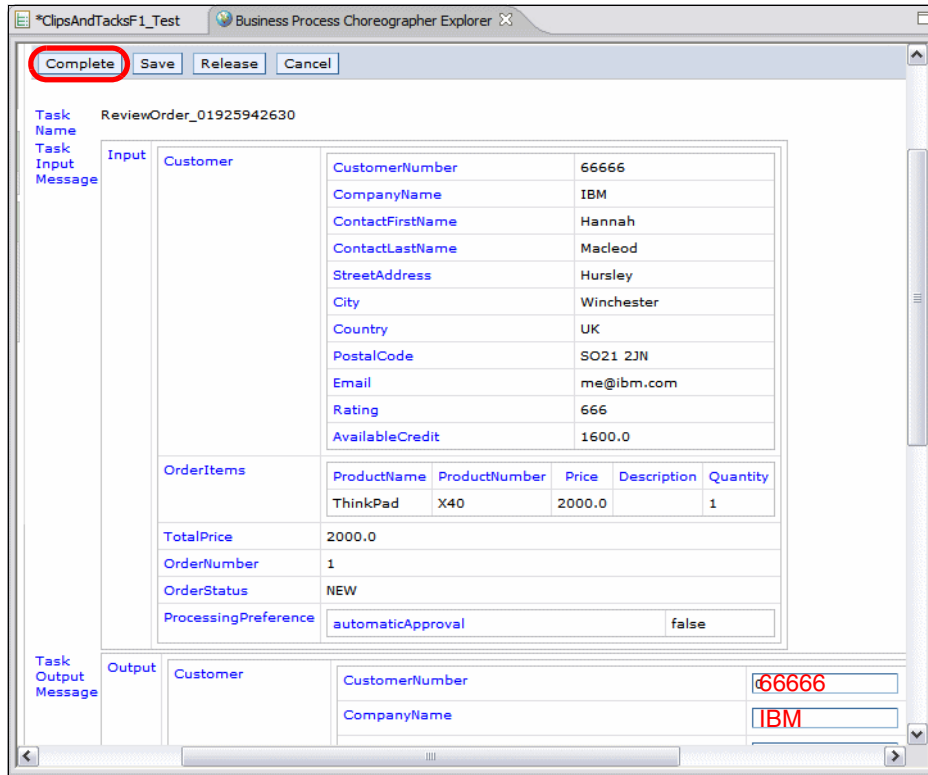 *ClipsAndTacksF1_Test Business Process Choreographer Explorer
Complete Save Release Cancel
Task Name ReviewOrder_01925942630
Task Input Message Input Customer
CustomerNumber 66666
CompanyName IBM
ContactFirstName Hannah
ContactLastName Macleod
StreetAddress Hursley
City Winchester
Country UK
PostalCode SO21 2JN
Email me@ibm.com
Rating 666
AvailableCredit 1600.0
OrderItems
ProductName ProductNumber Price Description Quantity
ThinkPad X40 2000.0 1
TotalPrice 2000.0
OrderNumber 1
OrderStatus NEW
ProcessingPreference automaticApproval false
Task Output Message Output Customer
CustomerNumber 66666
CompanyName IBM